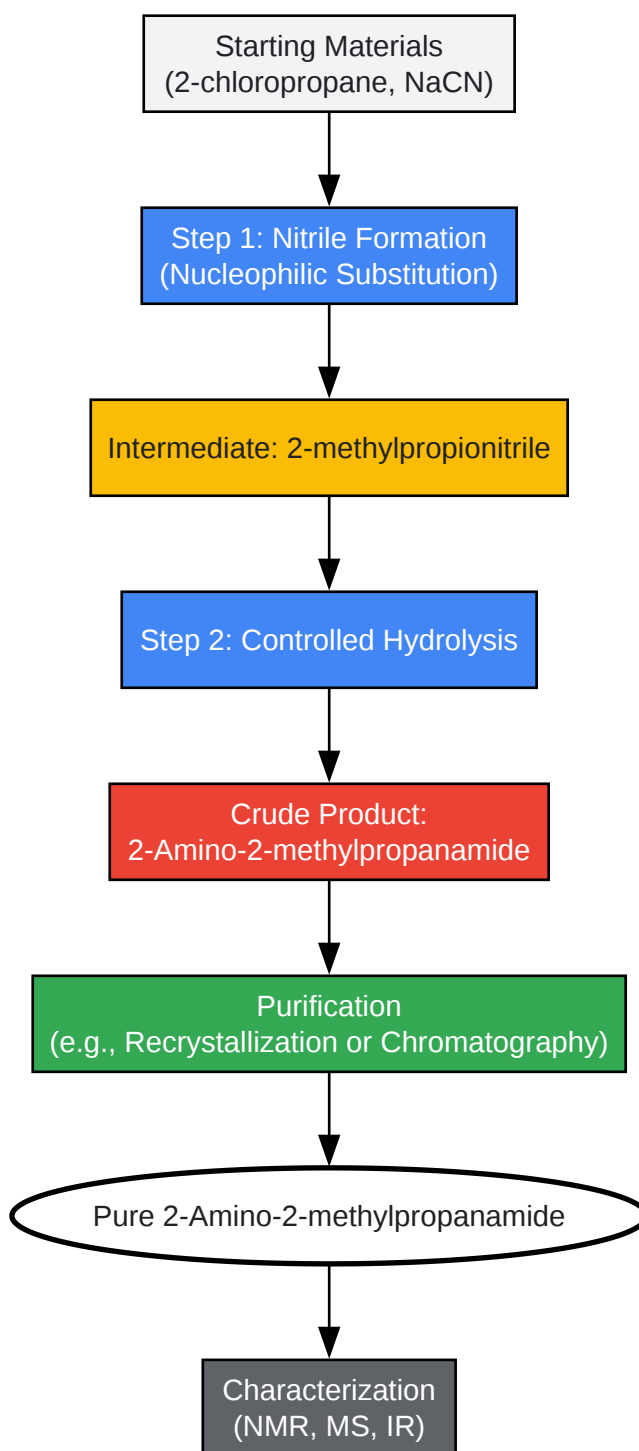 Starting Materials
(2-chloropropane, NaCN)
Step 1: Nitrile Formation
(Nucleophilic Substitution)
Intermediate: 2-methylpropionitrile
Step 2: Controlled Hydrolysis
Crude Product:
2-Amino-2-methylpropanamide
Purification
(e.g., Recrystallization or Chromatography)
Pure 2-Amino-2-methylpropanamide
Characterization
(NMR, MS, IR)